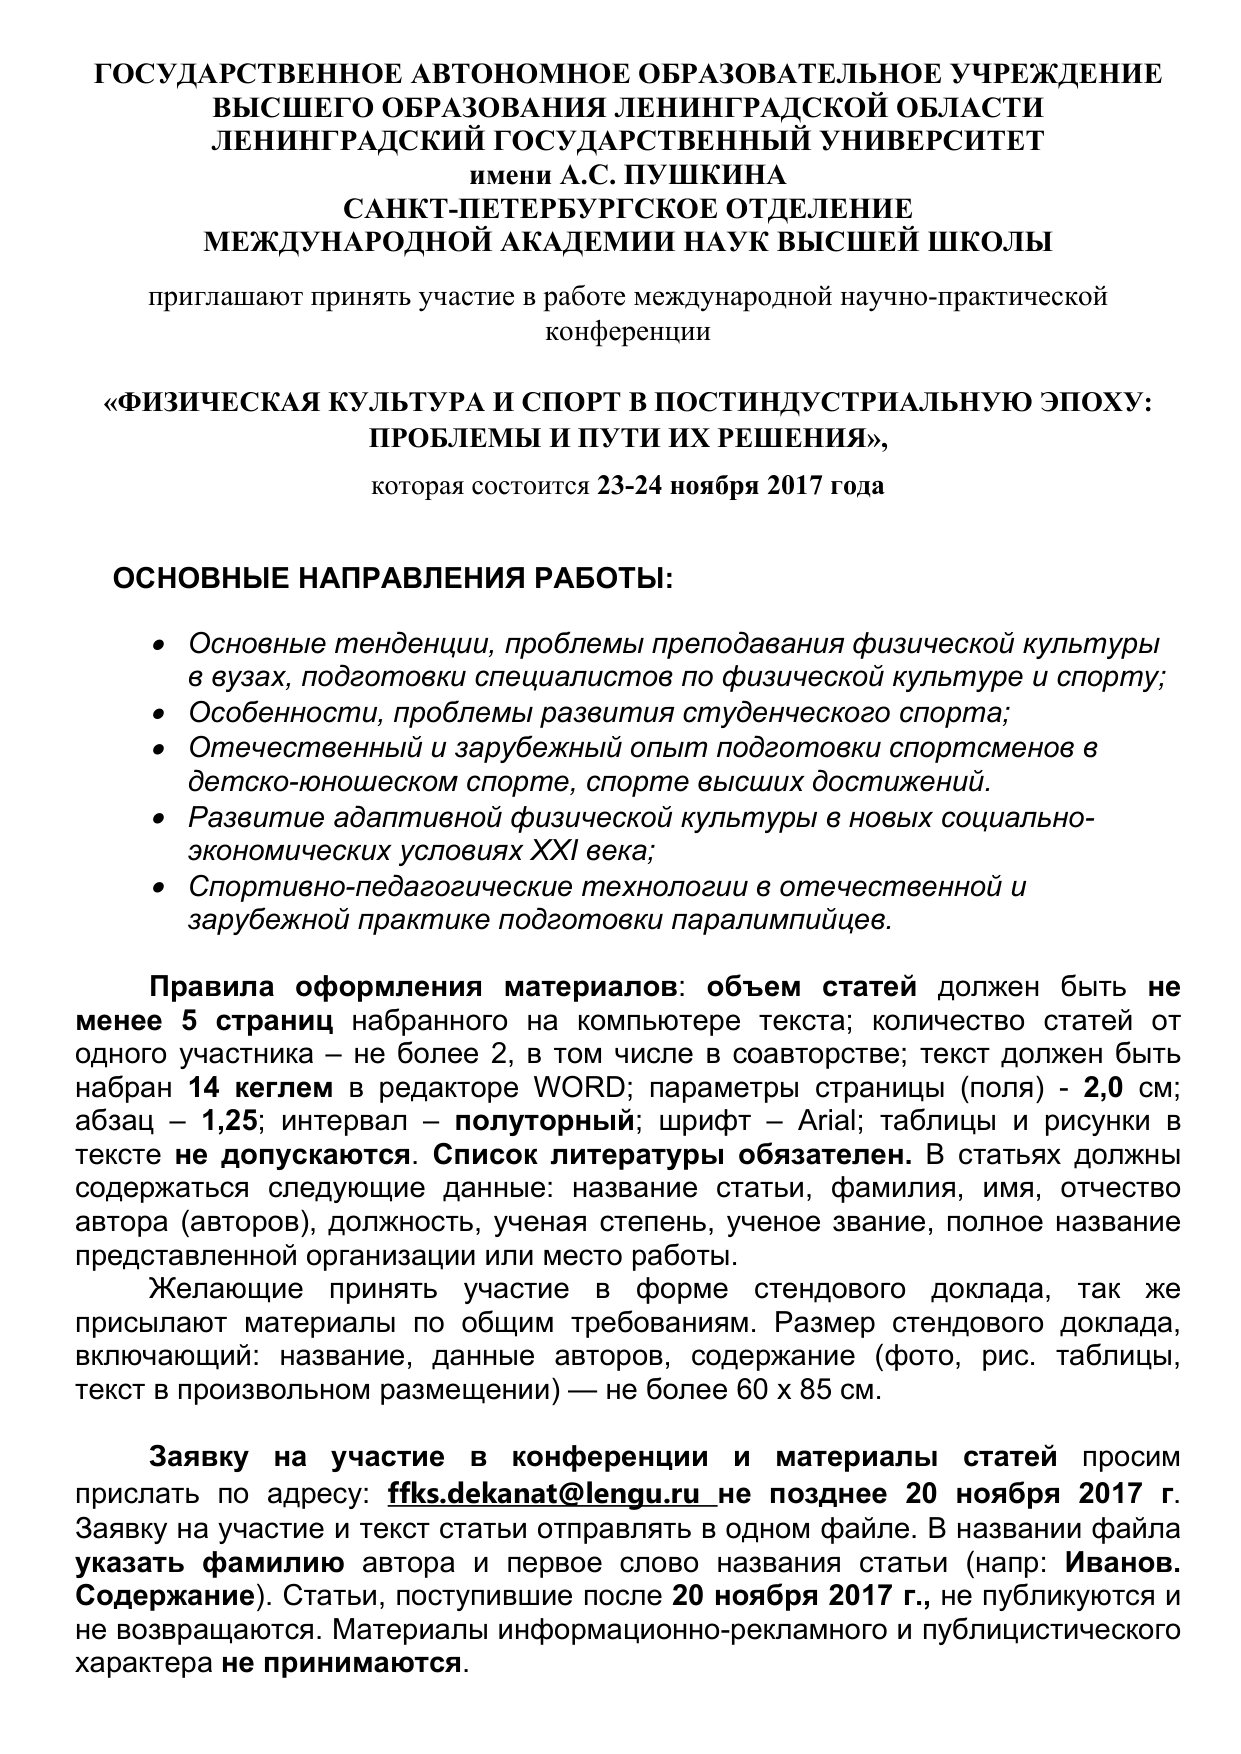 ГОСУДАРСТВЕННОЕ АВТОНОМНОЕ ОБРАЗОВАТЕЛЬНОЕ УЧРЕЖДЕНИЕ
ВЫСШЕГО ОБРАЗОВАНИЯ ЛЕНИНГРАДСКОЙ ОБЛАСТИ
ЛЕНИНГРАДСКИЙ ГОСУДАРСТВЕННЫЙ УНИВЕРСИТЕТ
имени А.С. ПУШКИНА
САНКТ-ПЕТЕРБУРГСКОЕ ОТДЕЛЕНИЕ
МЕЖДУНАРОДНОЙ АКАДЕМИИ НАУК ВЫСШЕЙ ШКОЛЫ
приглашают принять участие в работе международной научно-практической
конференции
«ФИЗИЧЕСКАЯ КУЛЬТУРА И СПОРТ В ПОСТИНДУСТРИАЛЬНУЮ ЭПОХУ:
ПРОБЛЕМЫ И ПУТИ ИХ РЕШЕНИЯ»,
которая состоится 23-24 ноября 2017 года
ОСНОВНЫЕ НАПРАВЛЕНИЯ РАБОТЫ:
• Основные тенденции, проблемы преподавания физической культуры
в вузах, подготовки специалистов по физической культуре и спорту;
• Особенности, проблемы развития студенческого спорта;
• Отечественный и зарубежный опыт подготовки спортсменов в
детско-юношеском спорте, спорте высших достижений.
• Развитие адаптивной физической культуры в новых социально-
экономических условиях XXI века;
• Спортивно-педагогические технологии в отечественной и
зарубежной практике подготовки паралимпийцев.
Правила оформления материалов: объем статей должен быть не
менее 5 страниц набранного на компьютере текста; количество статей от
одного участника – не более 2, в том числе в соавторстве; текст должен быть
набран 14 кеглем в редакторе WORD; параметры страницы (поля) - 2,0 см;
абзац – 1,25; интервал – полуторный; шрифт – Arial; таблицы и рисунки в
тексте не допускаются. Список литературы обязателен. В статьях должны
содержаться следующие данные: название статьи, фамилия, имя, отчество
автора (авторов), должность, ученая степень, ученое звание, полное название
представленной организации или место работы.
Желающие принять участие в форме стендового доклада, так же
присылают материалы по общим требованиям. Размер стендового доклада,
включающий: название, данные авторов, содержание (фото, рис. таблицы,
текст в произвольном размещении) — не более 60 х 85 см.
Заявку на участие в конференции и материалы статей просим
прислать по адресу: ffks.dekanat@lengu.ru не позднее 20 ноября 2017 г.
Заявку на участие и текст статьи отправлять в одном файле. В названии файла
указать фамилию автора и первое слово названия статьи (напр: Иванов.
Содержание). Статьи, поступившие после 20 ноября 2017 г., не публикуются и
не возвращаются. Материалы информационно-рекламного и публицистического
характера не принимаются.